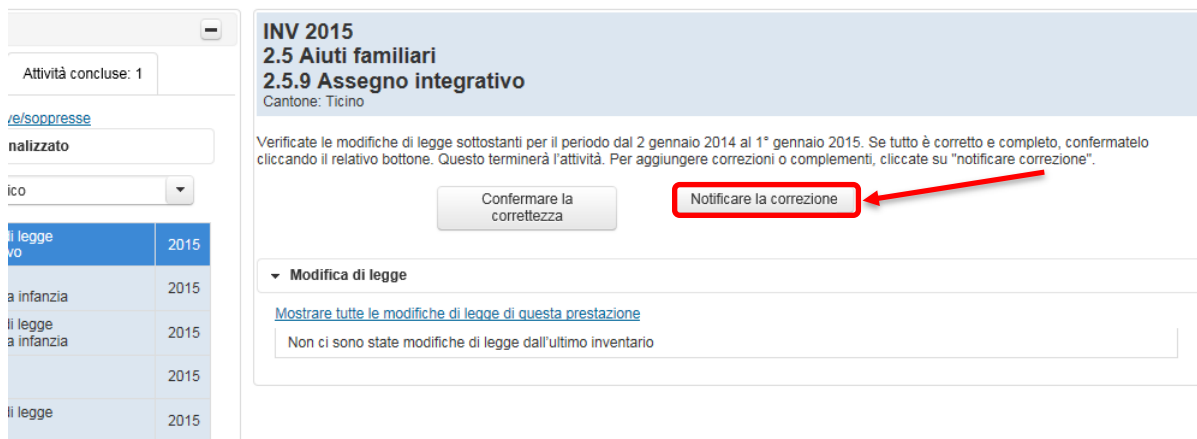 Attività concluse: 1
ve/soppresse
nalizzato
ico
di legge
vo
2015
a infanzia
2015
di legge
a infanzia
2015
2015
di legge
2015
INV 2015
2.5 Aiuti familiari
2.5.9 Assegno integrativo
Cantone: Ticino
Verificate le modifiche di legge sottostanti per il periodo dal 2 gennaio 2014 al 1° gennaio 2015. Se tutto è corretto e completo, confermatelo
cliccando il relativo bottone. Questo terminerà l'attività. Per aggiungere correzioni o complementi, cliccate su "notificare correzione".
Confermare la
correttezza
Notificare la correzione
Modifica di legge
Mostrare tutte le modifiche di legge di questa prestazione
Non ci sono state modifiche di legge dall'ultimo inventario